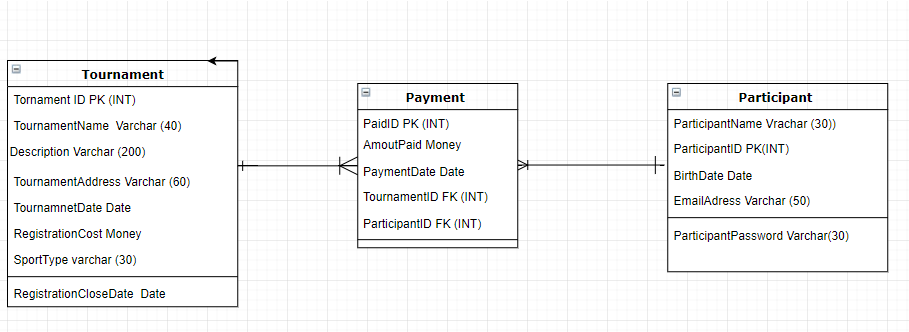 Tournament
Tornament ID PK (INT)
TournamentName Varchar (40)
Description Varchar (200)
TournamentAddress Varchar (60)
TournamnetDate Date
RegistrationCost Money
SportType varchar (30)
RegistrationCloseDate Date
Payment
PaidID PK (INT)
AmoutPaid Money
PaymentDate Date
TournamentID FK (INT)
ParticipantID FK (INT)
Participant
ParticipantName Vrachar (30))
ParticipantID PK(INT)
BirthDate Date
EmailAdress Varchar (50)
ParticipantPassword Varchar(30)